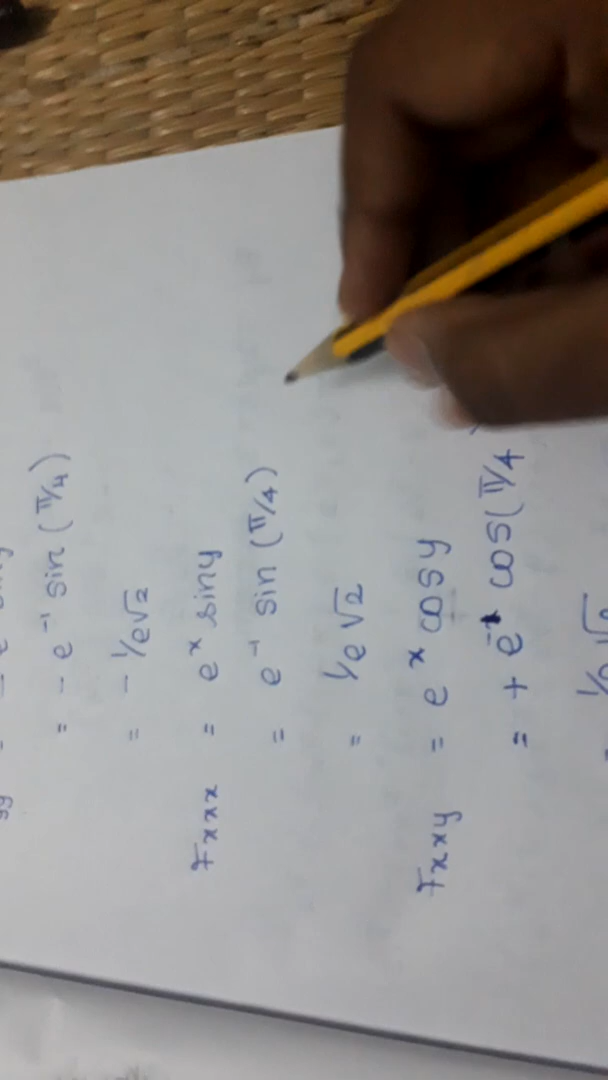 = - e⁻¹ sin (π/4)
= - 1/e√2
Fxxx = eˣ siny
= e⁻¹ sin (π/4)
= 1/e √2
Fxxy = eˣ cosy
= + e⁻¹ cos(π/4